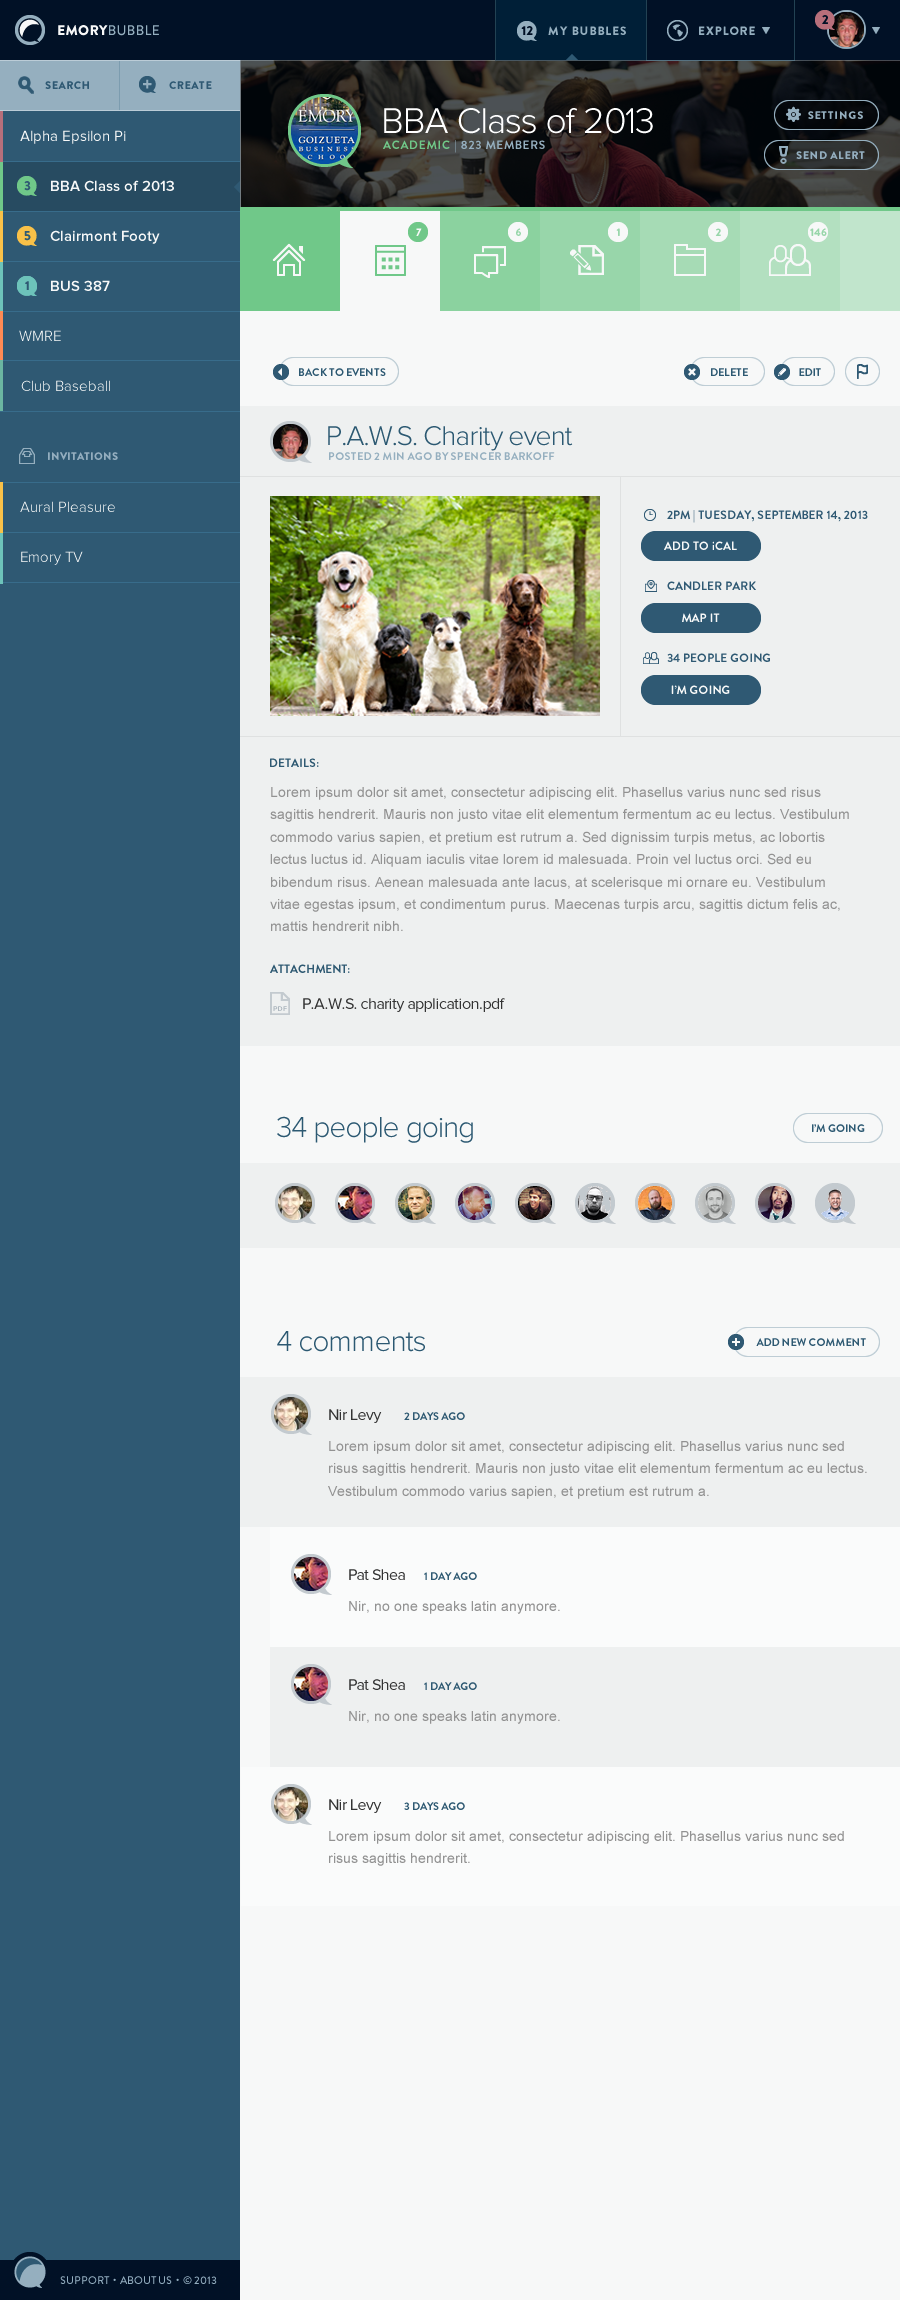 EMORYBUBBLE
12 MY BUBBLES
EXPLORE
2
SEARCH
CREATE
Alpha Epsilon Pi
3 BBA Class of 2013
5 Clairmont Footy
1 BUS 387
WMRE
Club Baseball
INVITATIONS
Aural Pleasure
Emory TV
EMORY
GOIZUETA
BUSINESS
CHOO
BBA Class of 2013
ACADEMIC | 823 MEMBERS
SETTINGS
SEND ALERT
7
6
1
2
146
BACK TO EVENTS
DELETE
EDIT
P.A.W.S. Charity event
POSTED 2 MIN AGO BY SPENCER BARKOFF
2PM | TUESDAY, SEPTEMBER 14, 2013
ADD TO iCAL
CANDLER PARK
MAP IT
34 PEOPLE GOING
I'M GOING
DETAILS:
Lorem ipsum dolor sit amet, consectetur adipiscing elit. Phasellus varius nunc sed risus
sagittis hendrerit. Mauris non justo vitae elit elementum fermentum ac eu lectus. Vestibulum
commodo varius sapien, et pretium est rutrum a. Sed dignissim turpis metus, ac lobortis
lectus luctus id. Aliquam iaculis vitae lorem id malesuada. Proin vel luctus orci. Sed eu
bibendum risus. Aenean malesuada ante lacus, at scelerisque mi ornare eu. Vestibulum
vitae egestas ipsum, et condimentum purus. Maecenas turpis arcu, sagittis dictum felis ac,
mattis hendrerit nibh.
ATTACHMENT:
PDF
P.A.W.S. charity application.pdf
34 people going
I'M GOING
4 comments
ADD NEW COMMENT
Nir Levy 2 DAYS AGO
Lorem ipsum dolor sit amet, consectetur adipiscing elit. Phasellus varius nunc sed
risus sagittis hendrerit. Mauris non justo vitae elit elementum fermentum ac eu lectus.
Vestibulum commodo varius sapien, et pretium est rutrum a.
Pat Shea 1 DAY AGO
Nir, no one speaks latin anymore.
Pat Shea 1 DAY AGO
Nir, no one speaks latin anymore.
Nir Levy 3 DAYS AGO
Lorem ipsum dolor sit amet, consectetur adipiscing elit. Phasellus varius nunc sed
risus sagittis hendrerit.
SUPPORT • ABOUT US • © 2013